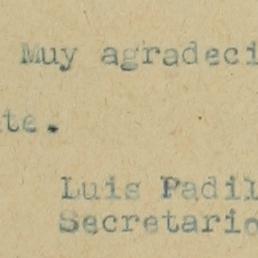 Muy agradeci
te.
Luis Padil
Secretario